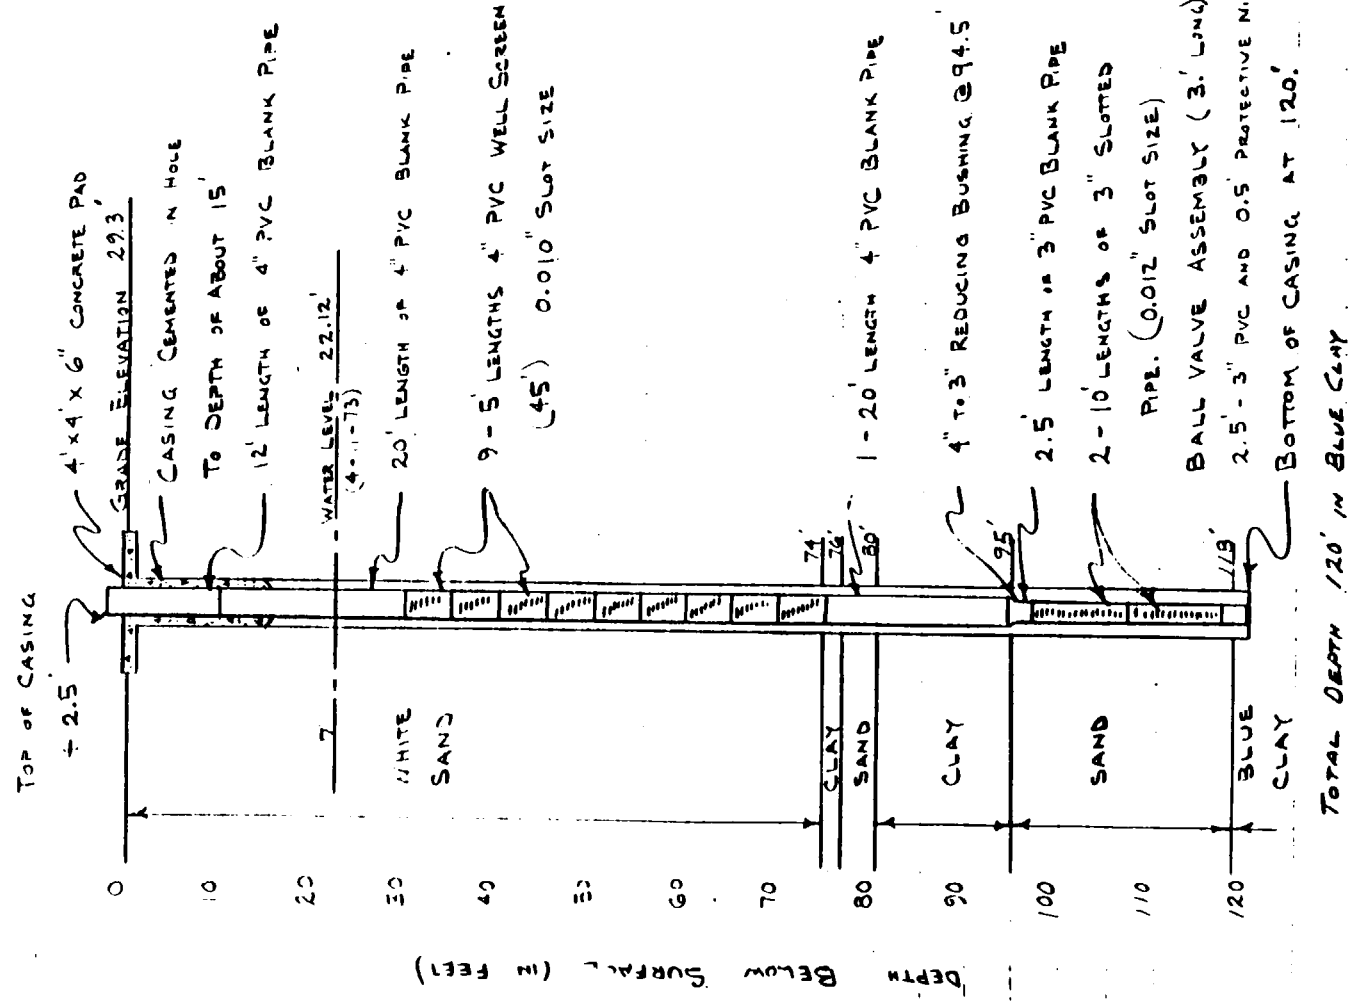 TOP OF CASING
+ 2.5'
4' x 4' x 6" CONCRETE PAD
GRADE ELEVATION 29.3'
CASING CEMENTED IN HOLE
TO DEPTH OF ABOUT 15'
12' LENGTH OF 4" PVC BLANK PIPE
WATER LEVEL 22.12'
7
20' LENGTH OF 4" PVC BLANK PIPE
WHITE
SAND
9 - 5' LENGTHS 4" PVC WELL SCREEN
(45') 0.010" SLOT SIZE
74'
76'
80'
CLAY
SAND
1 - 20' LENGTH 4" PVC BLANK PIPE
CLAY
4" TO 3" REDUCING BUSHING @ 94.5'
95'
2.5' LENGTH OF 3" PVC BLANK PIPE
2 - 10' LENGTHS OF 3" SLOTTED
PIPE. (0.012" SLOT SIZE)
SAND
BALL VALVE ASSEMBLY (3.' LONG)
2.5' - 3" PVC AND 0.5' PROTECTIVE
BLUE
CLAY
BOTTOM OF CASING AT 120.'
TOTAL DEPTH 120' IN BLUE CLAY
0
10
20
30
40
50
60
70
80
90
100
110
120
DEPTH BELOW SURFACE (IN FEET)